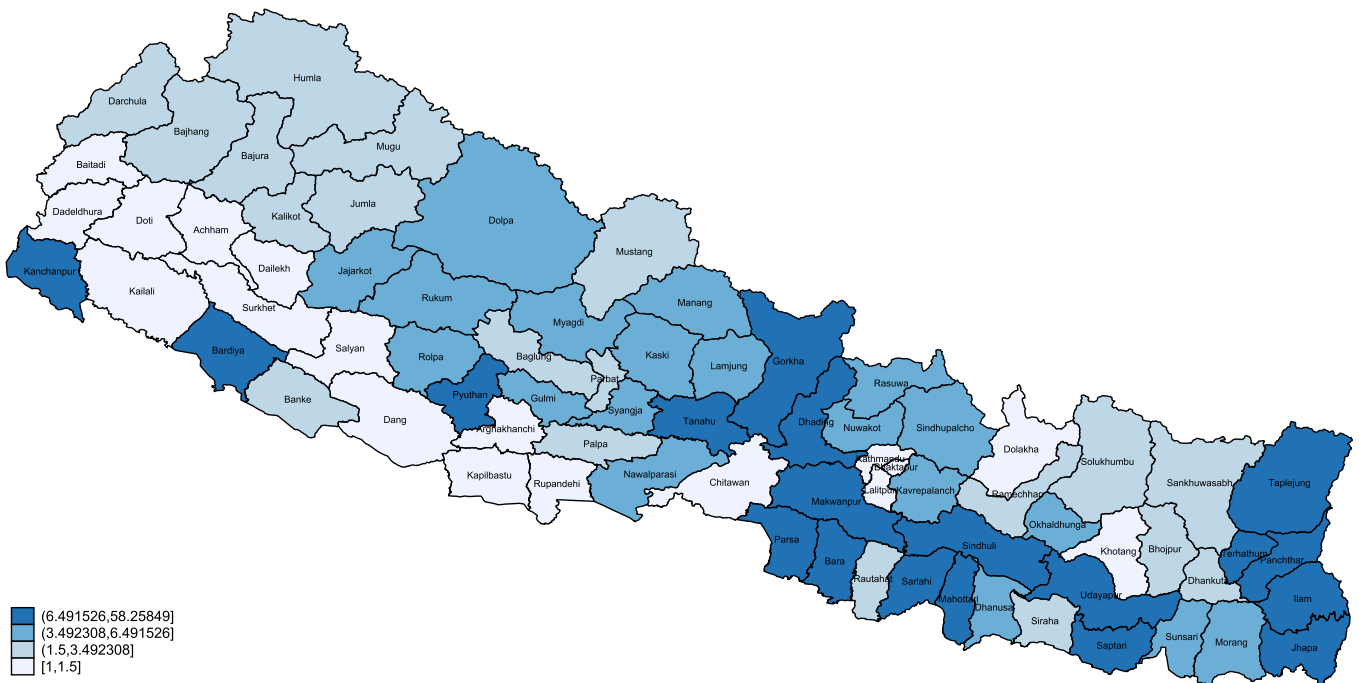 Humla
Darchula
Bajhang
Mugu
Bajura
Baitadi
Jumla
Dadeldhura
Kalikot
Doti
Dolpa
Achham
Mustang
Dailekh
Kanchanpur
Jajarkot
Kailali
Rukum
Manang
Surkhet
Myagdi
Salyan
Bardiya
Rolpa
Baglung
Kaski
Gorkha
Lamjung
Parbat
Rasuwa
Pyuthan
Gulmi
Banke
Syangja
Dang
Tanahu
Dhading
Nuwakot
Sindhupalcho
Arghakhanchi
Palpa
Dolakha
Kathmandu
Solukhumbu
Bhaktapur
Kapilbastu
Nawalparasi
Rupandehi
Chitawan
Sankhuwasabh
Taplejung
Lalitpur
Kavrepalanch
Ramechhap
Makwanpur
Okhaldhunga
Parsa
Sindhuli
Khotang
Bhojpur
Terhathum
Panchthar
Bara
Rautahat
Sarlahi
Dhankuta
Udayapur
Mahottari
Dhanusa
Ilam
Siraha
Sunsari
Morang
Saptari
Jhapa
(6.491526,58.25849]
(3.492308,6.491526]
(1.5,3.492308]
[1,1.5]